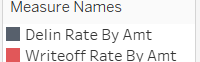 Measure Names
Delin Rate By Amt
Writeoff Rate By Amt